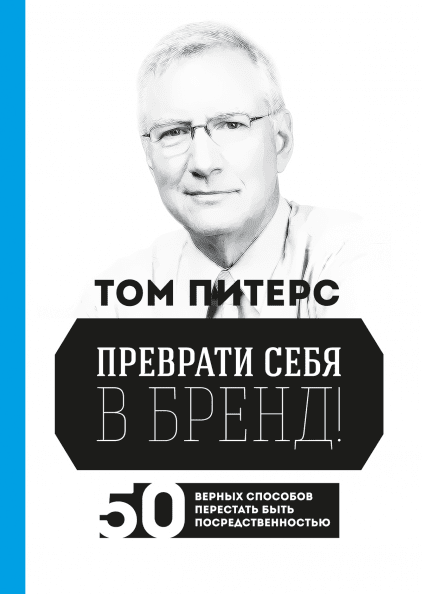 ТОМ ПИТЕРС
ПРЕВРАТИ СЕБЯ
В БРЕНД!
50 ВЕРНЫХ СПОСОБОВ
ПЕРЕСТАТЬ БЫТЬ
ПОСРЕДСТВЕННОСТЬЮ